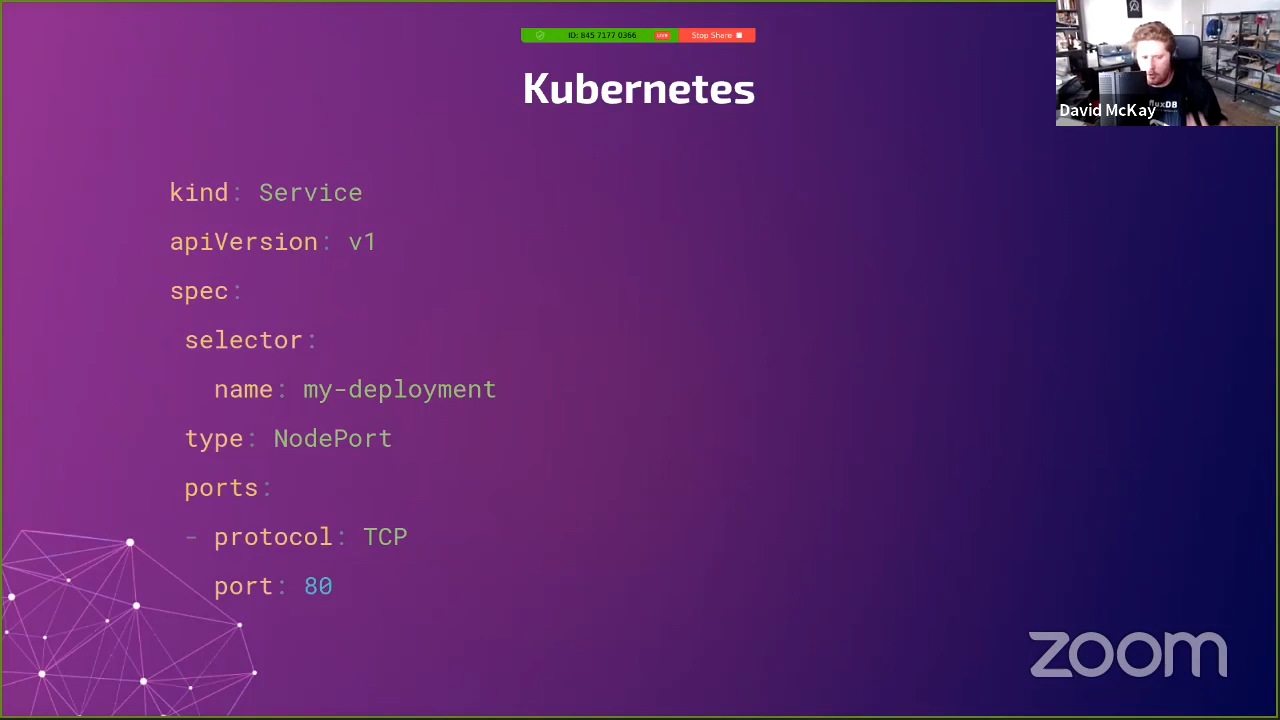 ID: 845 7177 0366 LIVE Stop Share
Kubernetes
David McKay
kind: Service
apiVersion: v1
spec:
 selector:
   name: my-deployment
 type: NodePort
 ports:
 - protocol: TCP
   port: 80
zoom